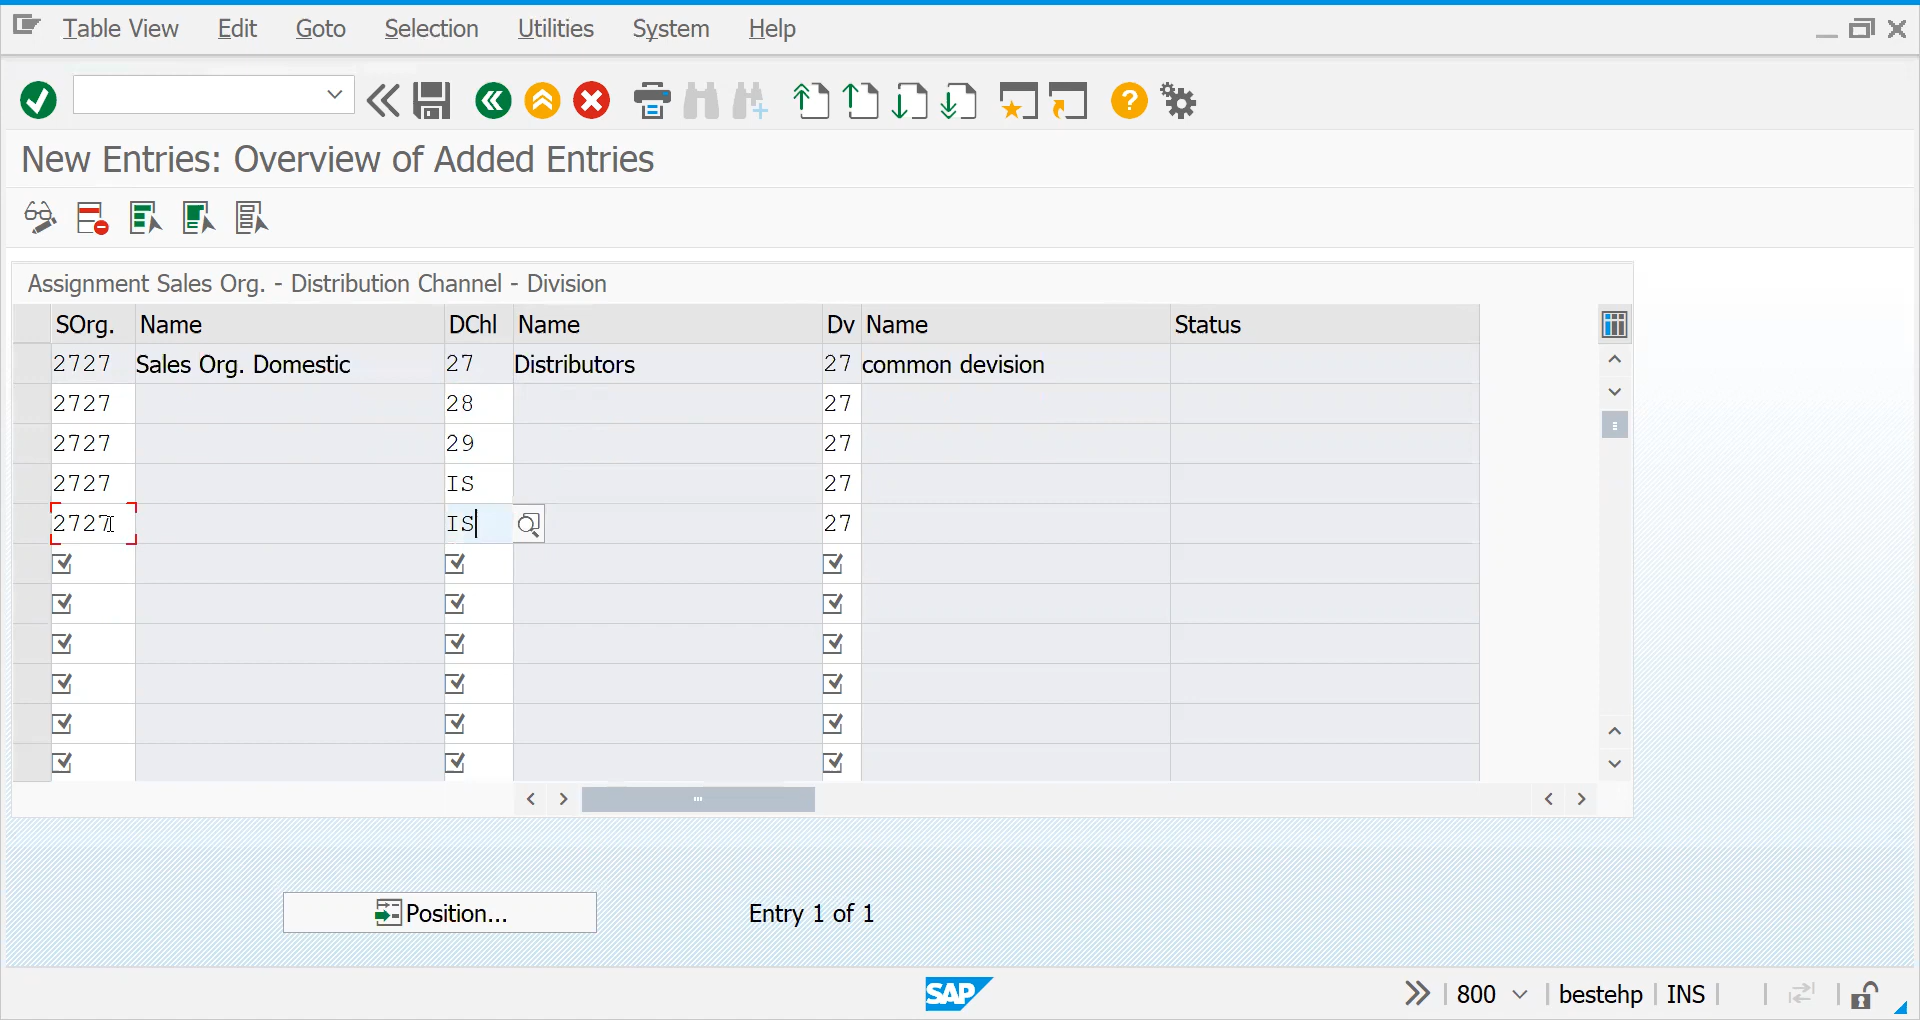 Table View Edit Goto Selection Utilities System Help
New Entries: Overview of Added Entries
Assignment Sales Org. - Distribution Channel - Division
SOrg. Name DChl Name Dv Name Status
2727 Sales Org. Domestic 27 Distributors 27 common devision
2727 28 27
2727 29 27
2727 IS 27
2727 IS 27
Position... Entry 1 of 1
SAP 800 bestehp INS